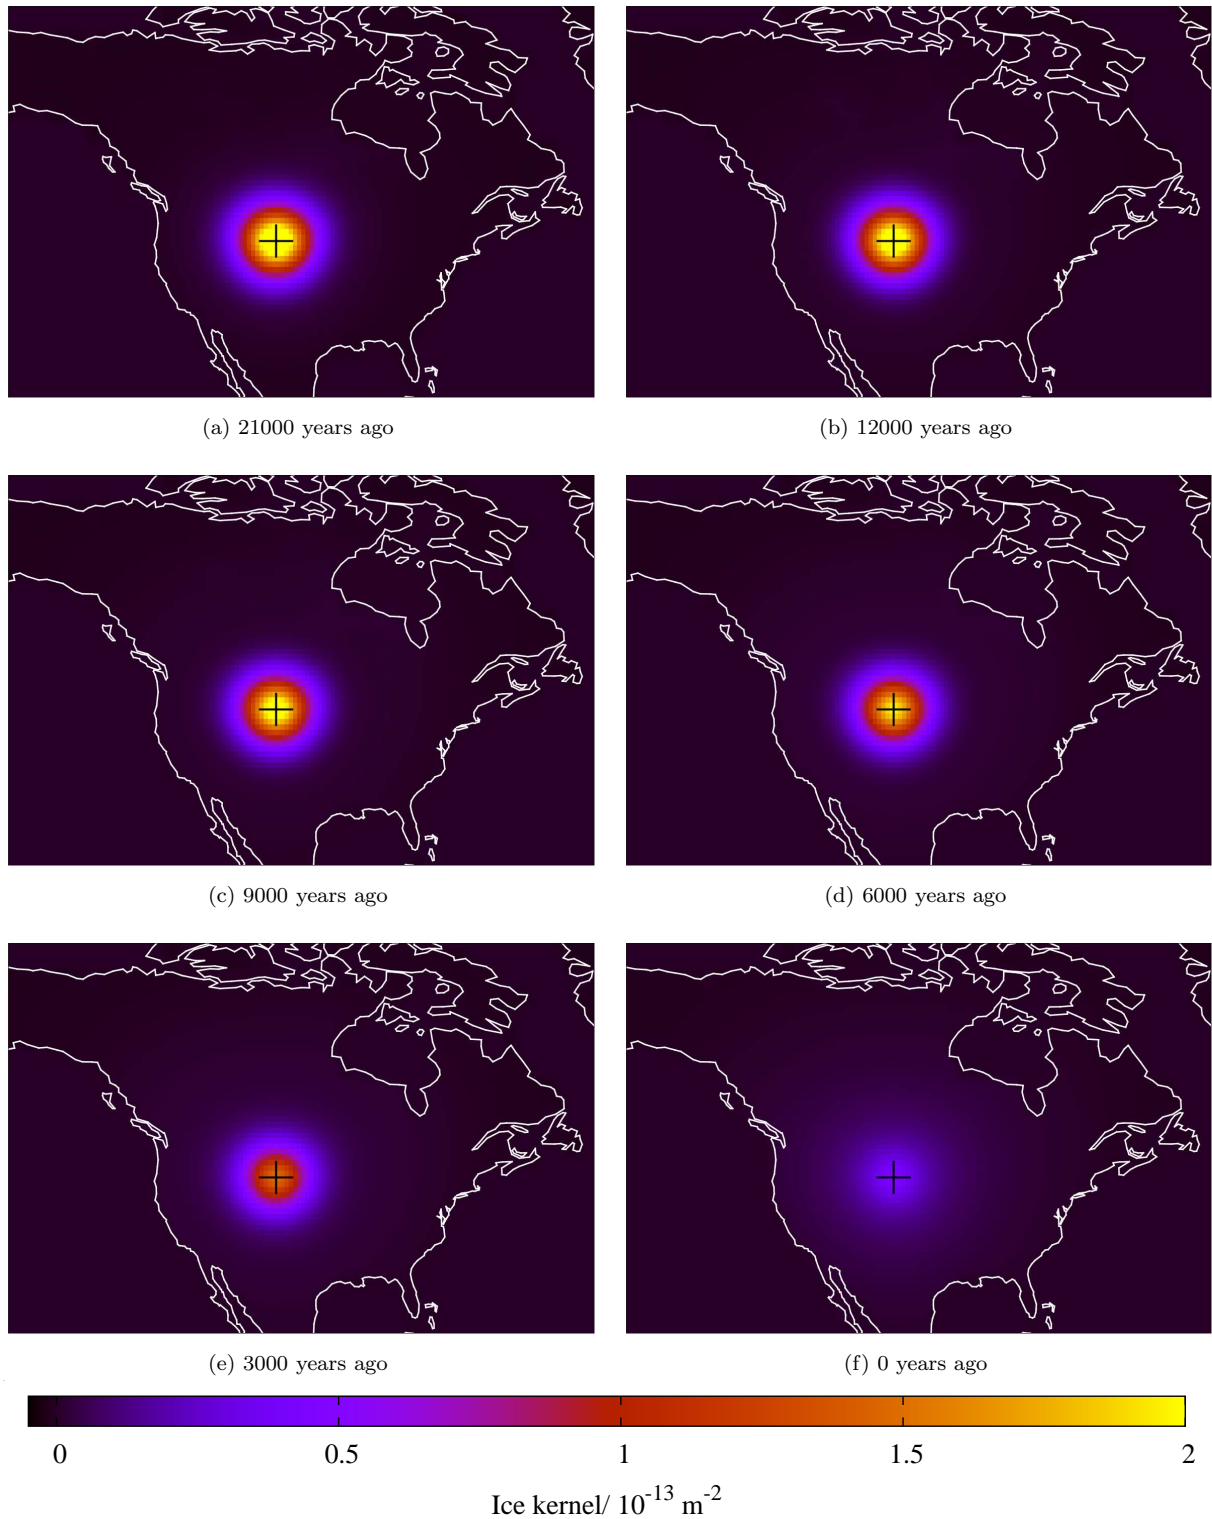 (a) 21000 years ago
(b) 12000 years ago
(c) 9000 years ago
(d) 6000 years ago
(e) 3000 years ago
(f) 0 years ago
0 0.5 1 1.5 2
Ice kernel/ 10^-13 m^-2